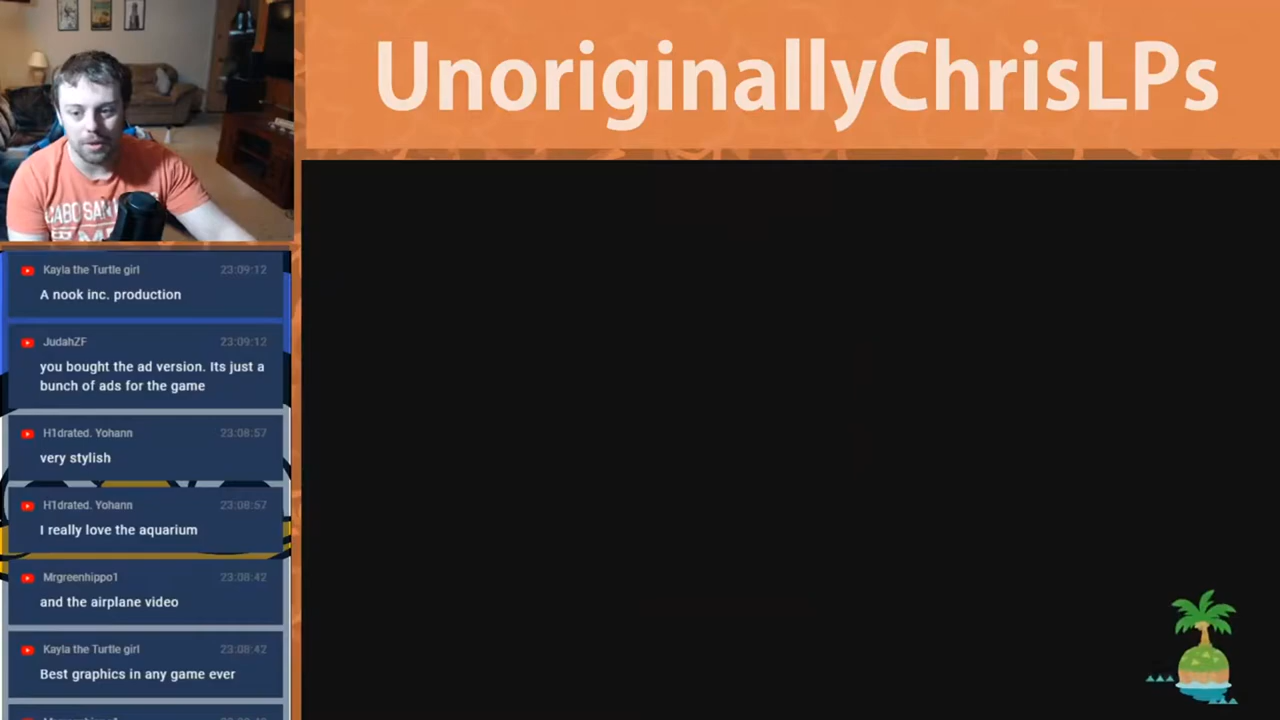 UnoriginallyChrisLPs
CABO SAN
Kayla the Turtle girl 23:09:12
A nook inc. production
JudahZF 23:09:12
you bought the ad version. Its just a
bunch of ads for the game
H1drated. Yohann 23:08:57
very stylish
H1drated. Yohann 23:08:57
I really love the aquarium
Mrgreenhippo1 23:08:42
and the airplane video
Kayla the Turtle girl 23:08:42
Best graphics in any game ever